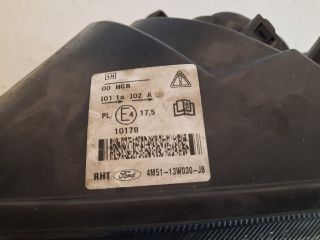 LH
00 HCR
101 1a 102 A
PL E4 17,5
10178
RHT Ford 4M51-13W030-JB